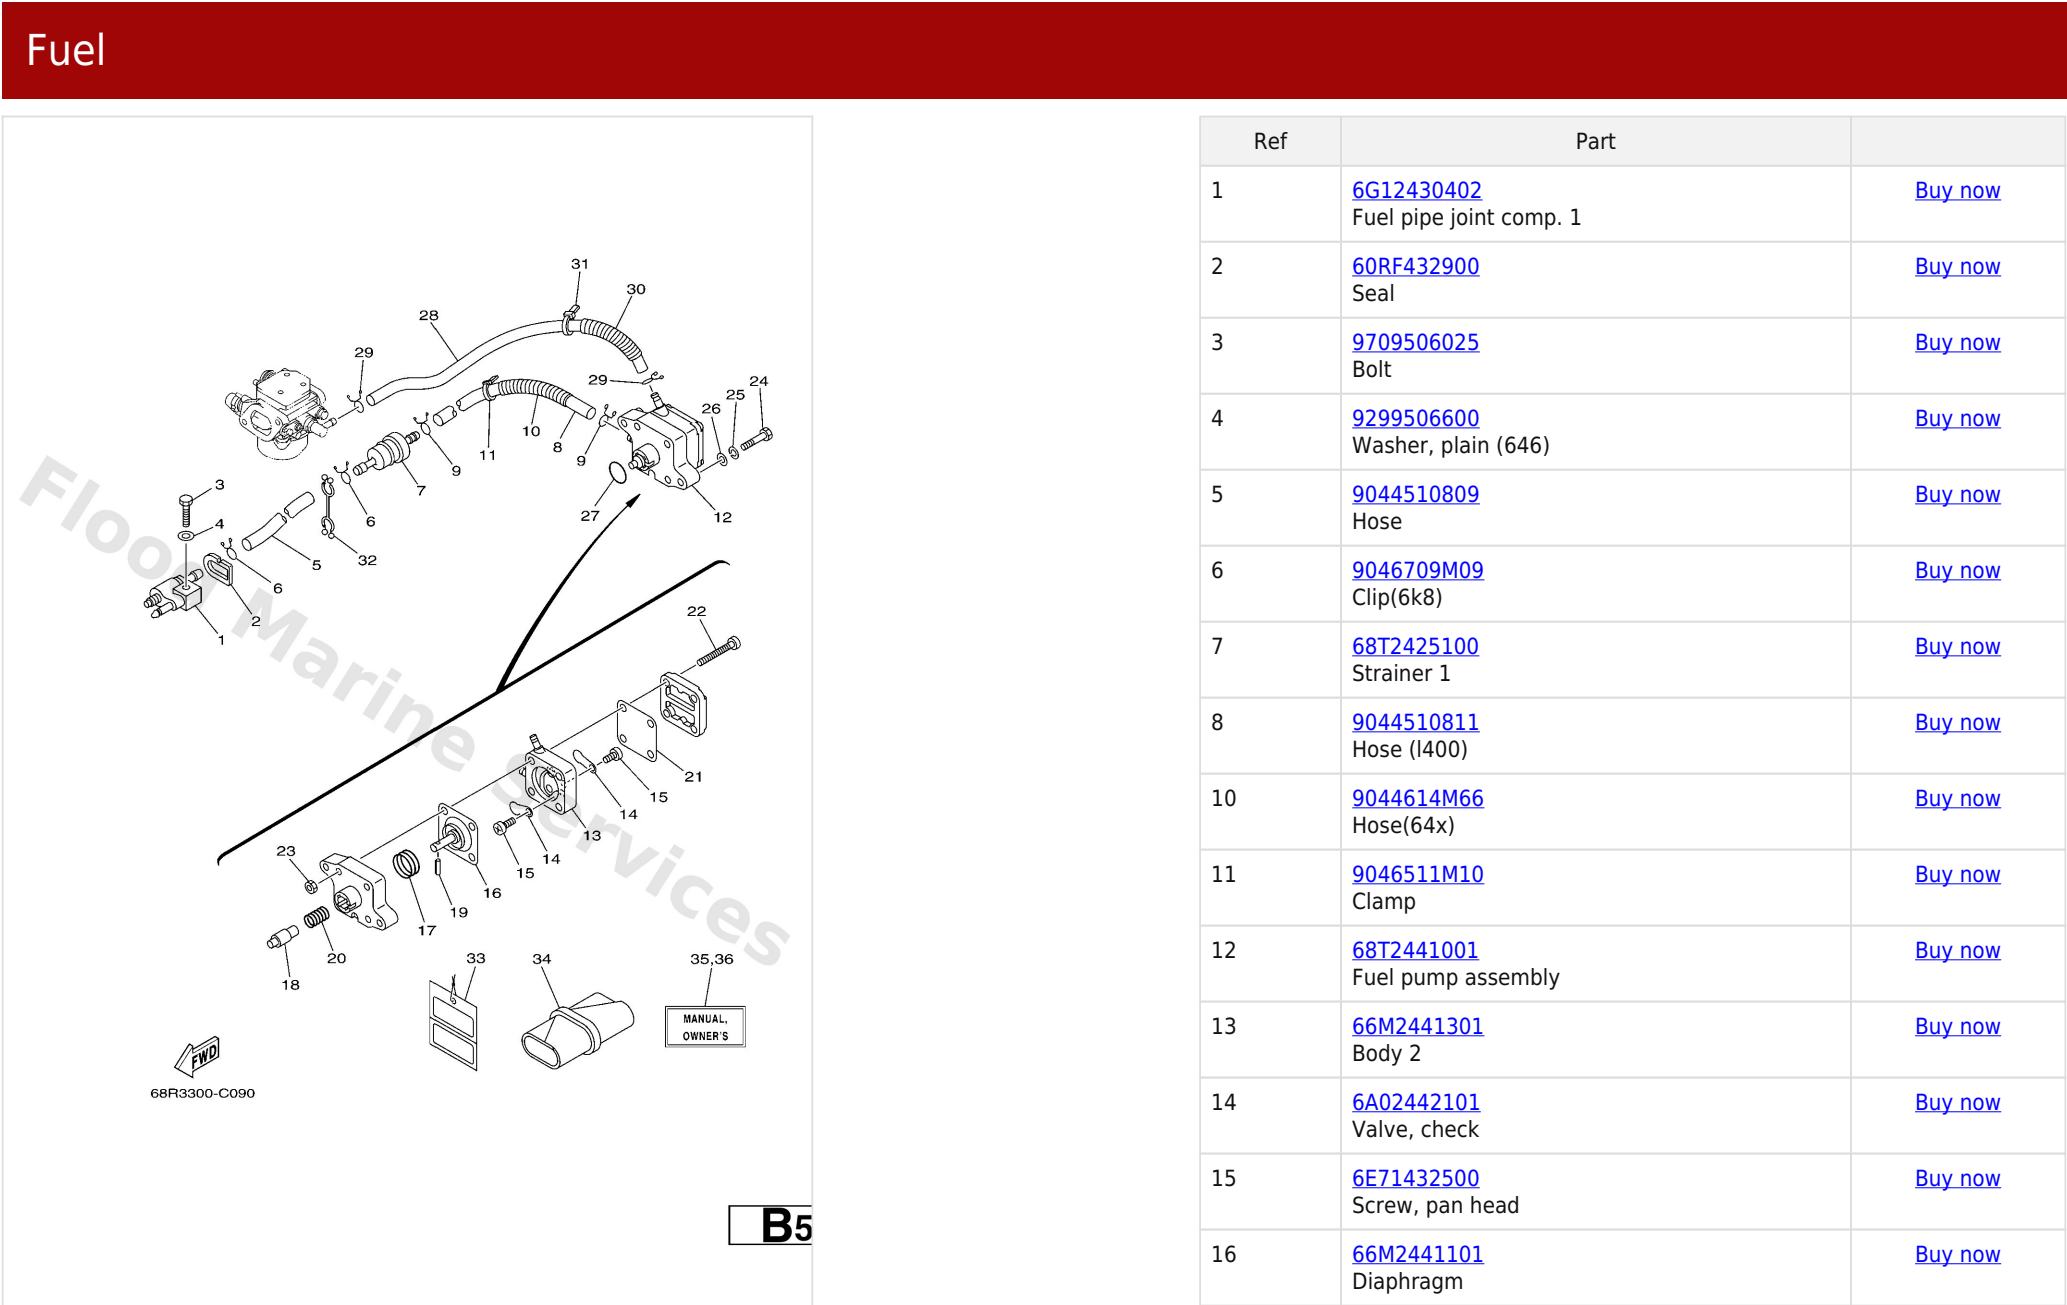 Fuel
31
30
28
29
29
24
25
26
10
8
11
9
9
7
27
12
3
4
6
32
5
6
2
1
22
21
15
14
13
14
15
23
16
19
17
20
18
33
34
35,36
MANUAL,
OWNER'S
FWD
68R3300-C090
Flood Marine Services
B5
Ref Part
1 6G12430402 Buy now
Fuel pipe joint comp. 1
2 60RF432900 Buy now
Seal
3 9709506025 Buy now
Bolt
4 9299506600 Buy now
Washer, plain (646)
5 9044510809 Buy now
Hose
6 9046709M09 Buy now
Clip(6k8)
7 68T2425100 Buy now
Strainer 1
8 9044510811 Buy now
Hose (l400)
10 9044614M66 Buy now
Hose(64x)
11 9046511M10 Buy now
Clamp
12 68T2441001 Buy now
Fuel pump assembly
13 66M2441301 Buy now
Body 2
14 6A02442101 Buy now
Valve, check
15 6E71432500 Buy now
Screw, pan head
16 66M2441101 Buy now
Diaphragm